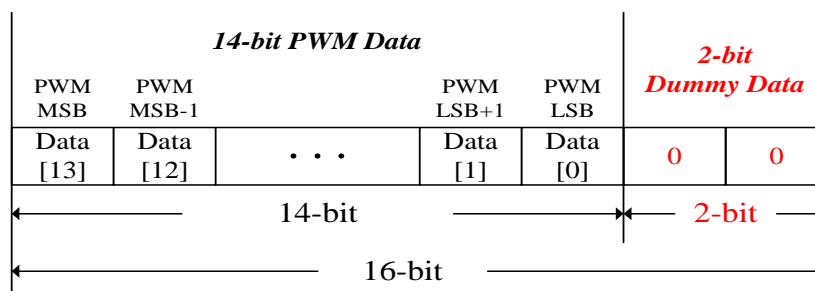 14-bit PWM Data
2-bit
Dummy Data
PWM PWM PWM PWM
MSB MSB-1 LSB+1 LSB
Data Data Data Data
[13] [12] . . . [1] [0] 0 0
14-bit 2-bit
16-bit